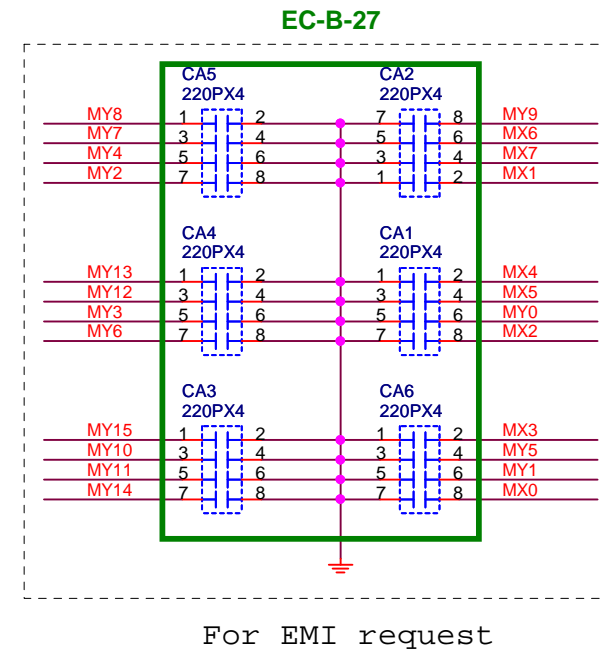 EC-B-27
CA5 CA2
220PX4 220PX4
MY8 1 2 7 8 MY9
MY7 3 4 5 6 MX6
MY4 5 6 3 4 MX7
MY2 7 8 1 2 MX1
CA4 CA1
220PX4 220PX4
MY13 1 2 1 2 MX4
MY12 3 4 3 4 MX5
MY3 5 6 5 6 MY0
MY6 7 8 7 8 MX2
CA3 CA6
220PX4 220PX4
MY15 1 2 1 2 MX3
MY10 3 4 3 4 MY5
MY11 5 6 5 6 MY1
MY14 7 8 7 8 MX0
For EMI request